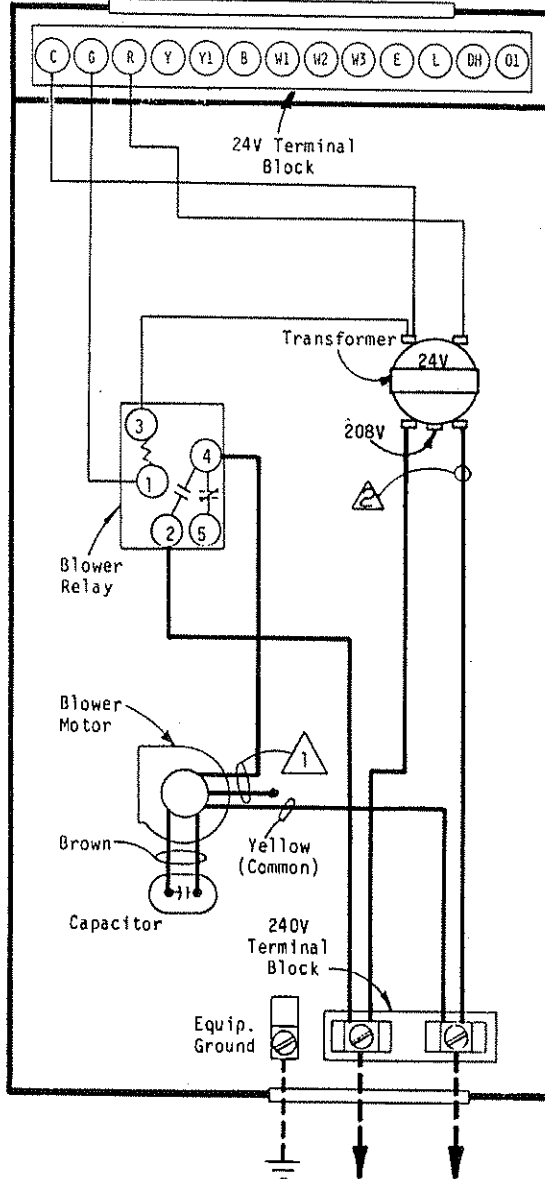 C G R Y Y1 B W1 W2 W3 E L DH O1
24V Terminal
Block
Transformer
24V
208V
2
3
4
1
2
5
Blower
Relay
Blower
Motor
1
Brown
Yellow
(Common)
Capacitor
240V
Terminal
Block
Equip.
Ground